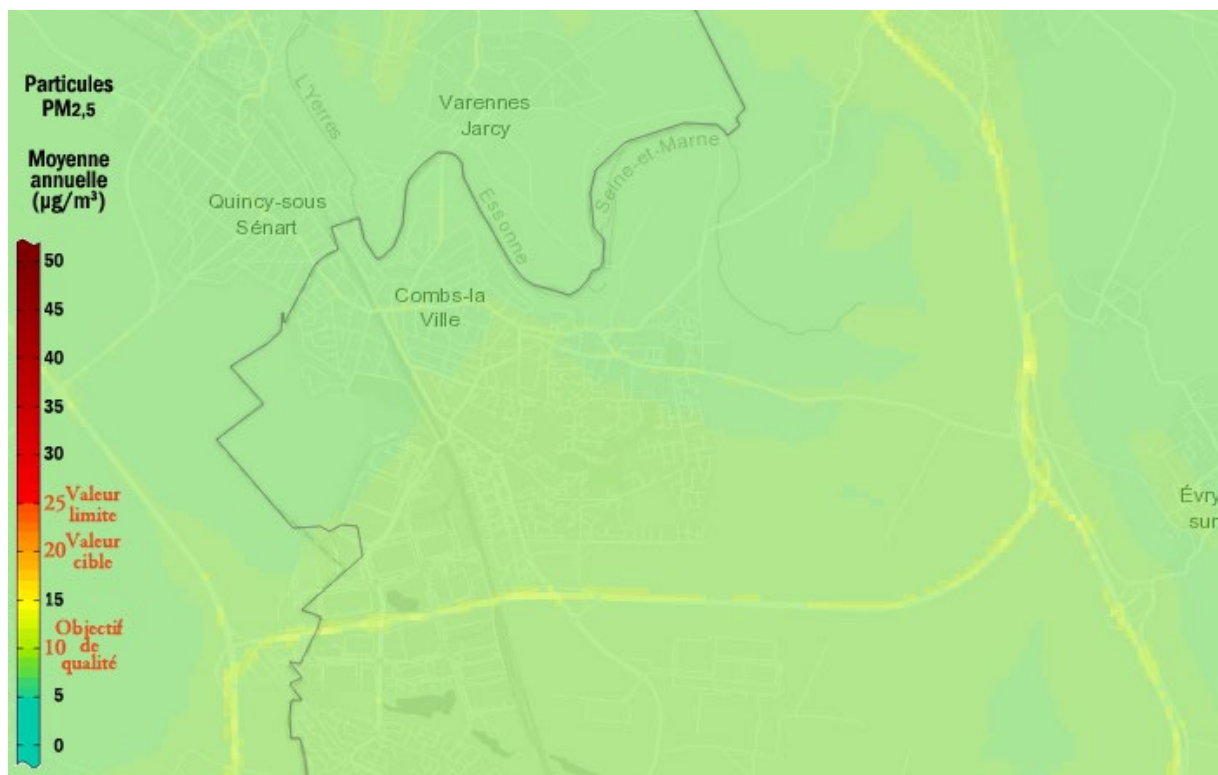 Particules
PM2,5
Moyenne
annuelle
(µg/m³)
50
45
40
35
30
25 Valeur
limite
20 Valeur
cible
15
Objectif
10 de
qualité
5
0
L'Yerres
Varennes
Jarcy
Seine-et-Marne
Essonne
Quincy-sous
Sénart
Combs-la
Ville
Évry
sur